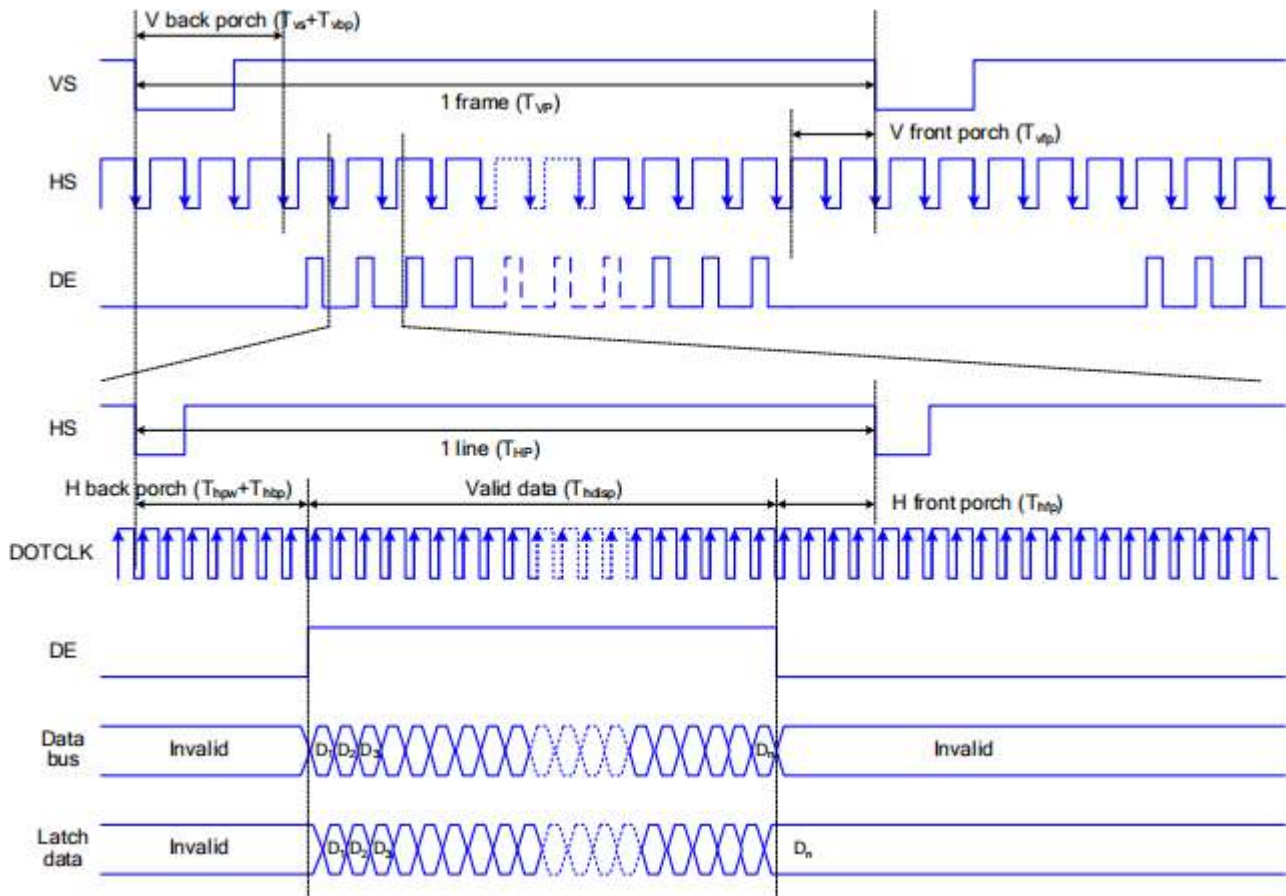 V back porch (Tvs+Tvbp)
VS
1 frame (TVP)
V front porch (Tvfp)
HS
DE
HS
1 line (THP)
H back porch (Thpw+Thbp)
Valid data (Thdisp)
H front porch (Thfp)
DOTCLK
DE
Data
bus
Invalid
D1 D2 D3
Dn
Invalid
Latch
data
Invalid
D1 D2 D3
Dn